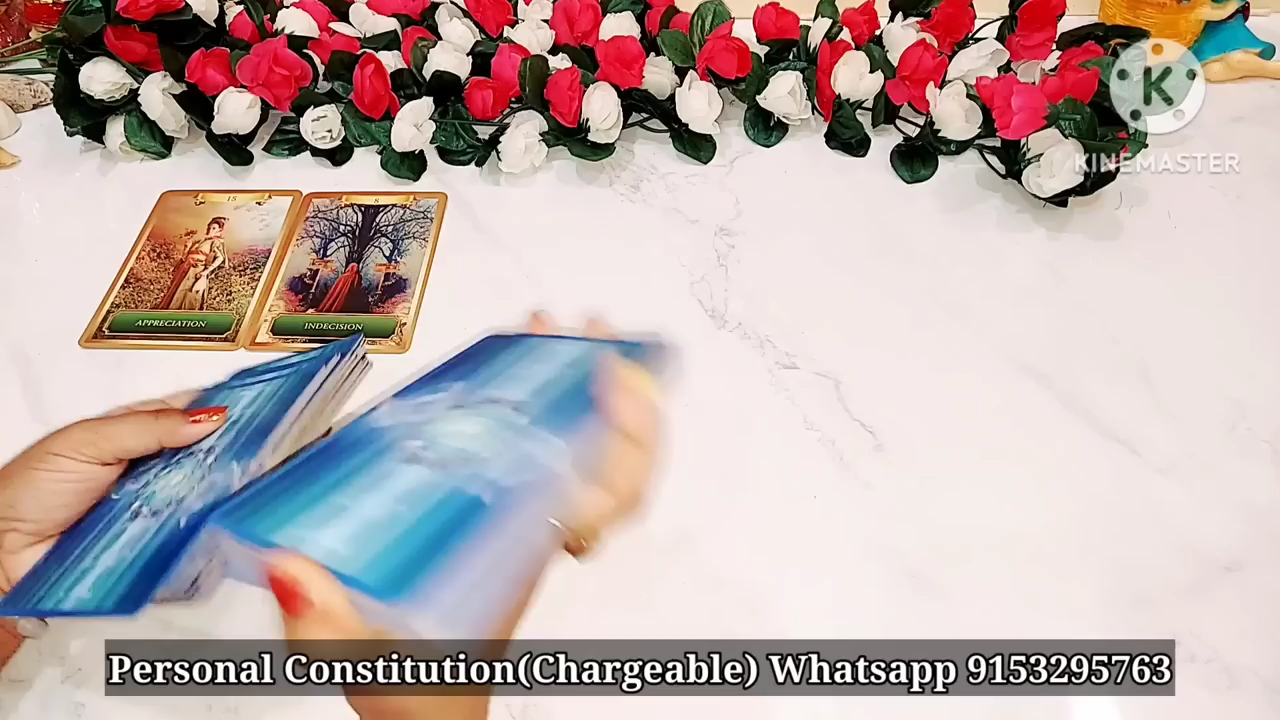 K
KINEMASTER
15
8
APPRECIATION
INDECISION
Personal Constitution(Chargeable) Whatsapp 9153295763